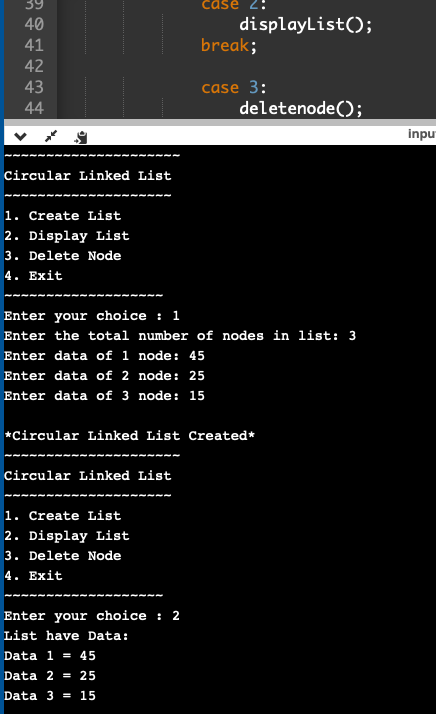 39 case 2:
40 displayList();
41 break;
42
43 case 3:
44 deletenode();
inpu
~~~~~~~~~~~~~~~~~~~~~
Circular Linked List
~~~~~~~~~~~~~~~~~~~~
1. Create List
2. Display List
3. Delete Node
4. Exit
~~~~~~~~~~~~~~~~~~~
Enter your choice : 1
Enter the total number of nodes in list: 3
Enter data of 1 node: 45
Enter data of 2 node: 25
Enter data of 3 node: 15
*Circular Linked List Created*
~~~~~~~~~~~~~~~~~~~~~
Circular Linked List
~~~~~~~~~~~~~~~~~~~~
1. Create List
2. Display List
3. Delete Node
4. Exit
~~~~~~~~~~~~~~~~~~~
Enter your choice : 2
List have Data:
Data 1 = 45
Data 2 = 25
Data 3 = 15